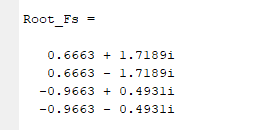 Root_Fs =
0.6663 + 1.7189i
0.6663 - 1.7189i
-0.9663 + 0.4931i
-0.9663 - 0.4931i